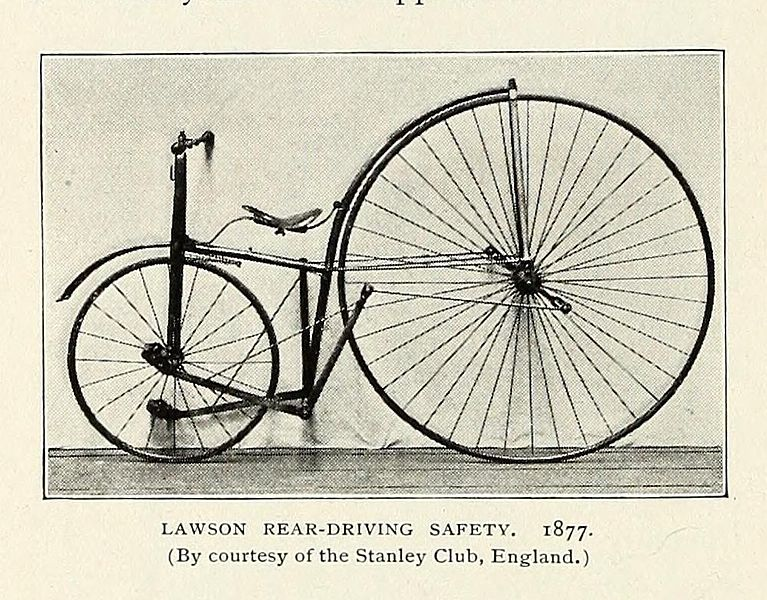 LAWSON REAR-DRIVING SAFETY. 1877.
(By courtesy of the Stanley Club, England.)